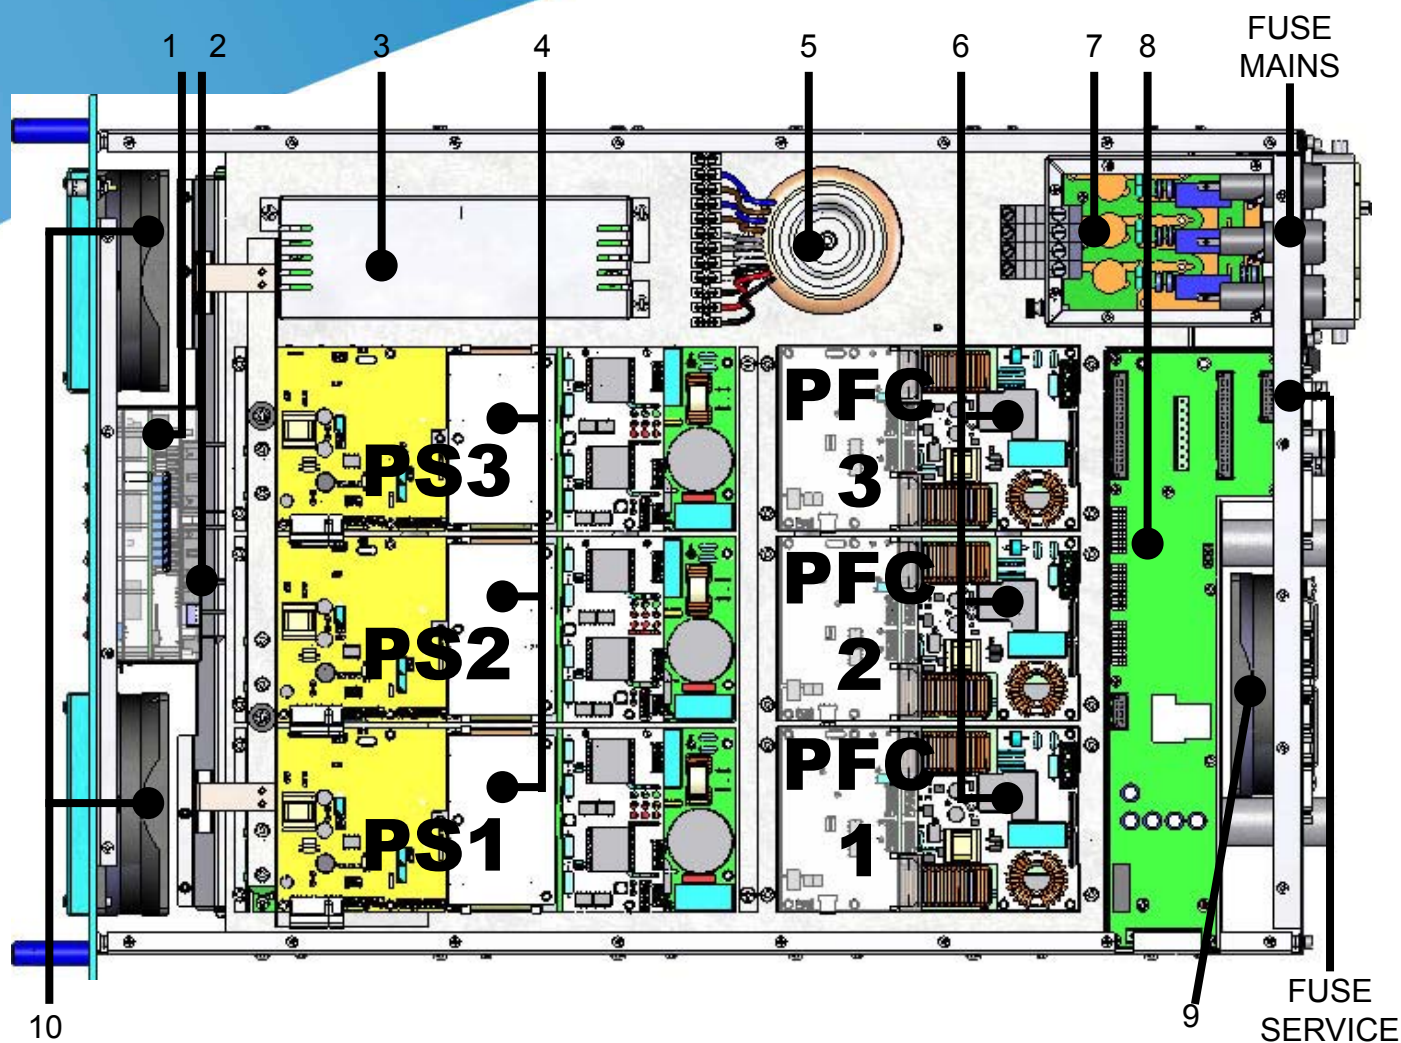 1 2 3 4 5 6 7 8 FUSE
MAINS
PS3
PFC
3
PS2
PFC
2
PS1
PFC
1
10
9
FUSE
SERVICE